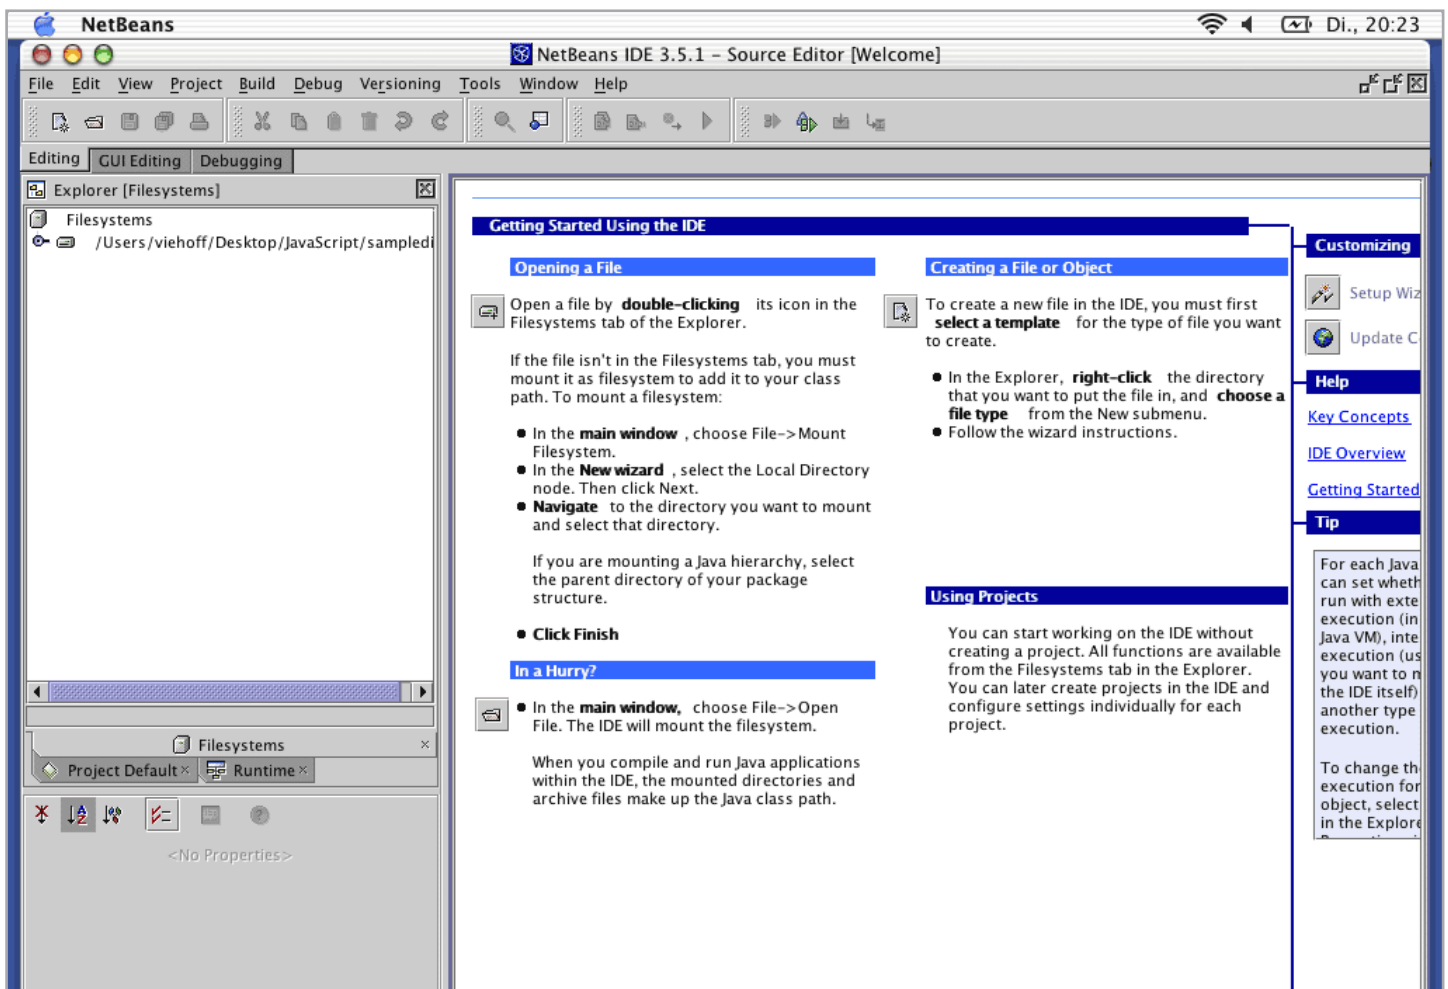 NetBeans
Di., 20:23
NetBeans IDE 3.5.1 – Source Editor [Welcome]
File Edit View Project Build Debug Versioning Tools Window Help
Editing GUI Editing Debugging
Explorer [Filesystems]
Filesystems
/Users/viehoff/Desktop/JavaScript/sampledi
Filesystems
Project Default
Runtime
<No Properties>
Getting Started Using the IDE
Opening a File
Open a file by double-clicking its icon in the
Filesystems tab of the Explorer.
If the file isn't in the Filesystems tab, you must
mount it as filesystem to add it to your class
path. To mount a filesystem:
In the main window , choose File->Mount
Filesystem.
In the New wizard , select the Local Directory
node. Then click Next.
Navigate to the directory you want to mount
and select that directory.
If you are mounting a Java hierarchy, select
the parent directory of your package
structure.
Click Finish
In a Hurry?
In the main window, choose File->Open
File. The IDE will mount the filesystem.
When you compile and run Java applications
within the IDE, the mounted directories and
archive files make up the Java class path.
Creating a File or Object
To create a new file in the IDE, you must first
select a template for the type of file you want
to create.
In the Explorer, right-click the directory
that you want to put the file in, and choose a
file type from the New submenu.
Follow the wizard instructions.
Using Projects
You can start working on the IDE without
creating a project. All functions are available
from the Filesystems tab in the Explorer.
You can later create projects in the IDE and
configure settings individually for each
project.
Customizing
Setup Wiz
Update C
Help
Key Concepts
IDE Overview
Getting Started
Tip
For each Java
can set wheth
run with exte
execution (in
Java VM), inte
execution (us
you want to
the IDE itself)
another type
execution.
To change th
execution for
object, select
in the Explore